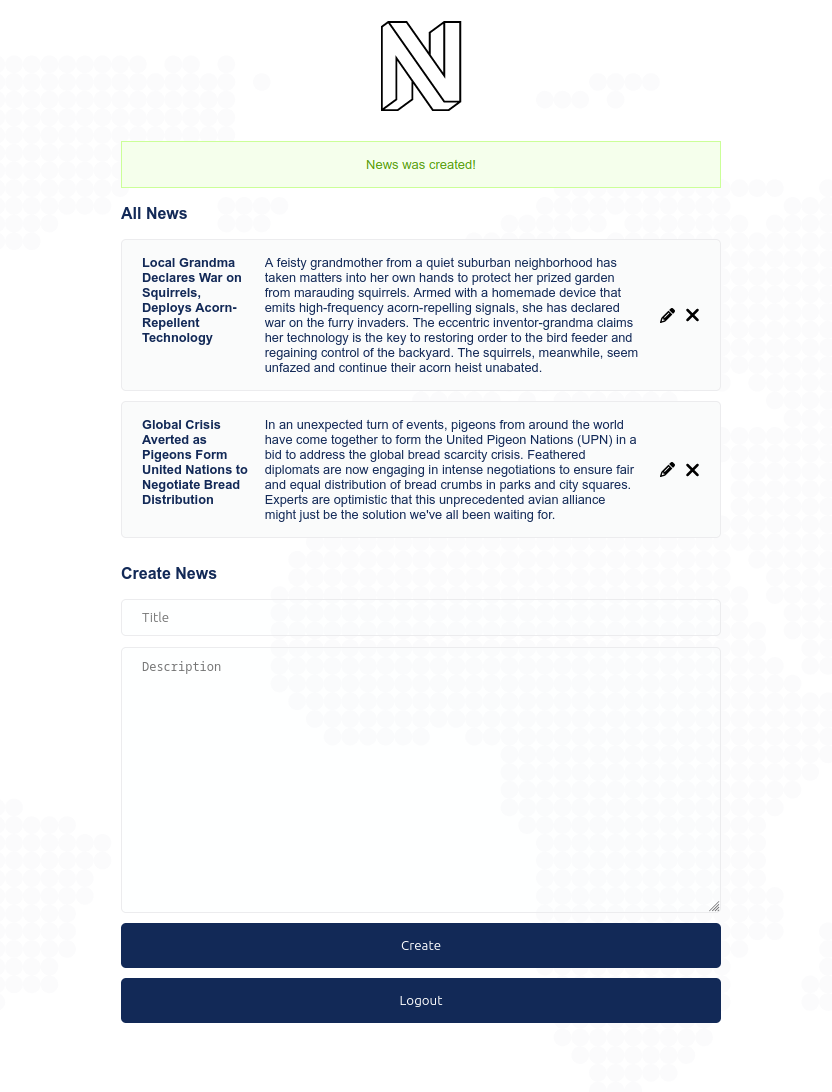 N
News was created!
All News
Local Grandma
Declares War on
Squirrels,
Deploys Acorn-
Repellent
Technology
A feisty grandmother from a quiet suburban neighborhood has
taken matters into her own hands to protect her prized garden
from marauding squirrels. Armed with a homemade device that
emits high-frequency acorn-repelling signals, she has declared
war on the furry invaders. The eccentric inventor-grandma claims
her technology is the key to restoring order to the bird feeder and
regaining control of the backyard. The squirrels, meanwhile, seem
unfazed and continue their acorn heist unabated.
Global Crisis
Averted as
Pigeons Form
United Nations to
Negotiate Bread
Distribution
In an unexpected turn of events, pigeons from around the world
have come together to form the United Pigeon Nations (UPN) in a
bid to address the global bread scarcity crisis. Feathered
diplomats are now engaging in intense negotiations to ensure fair
and equal distribution of bread crumbs in parks and city squares.
Experts are optimistic that this unprecedented avian alliance
might just be the solution we've all been waiting for.
Create News
Title
Description
Create
Logout